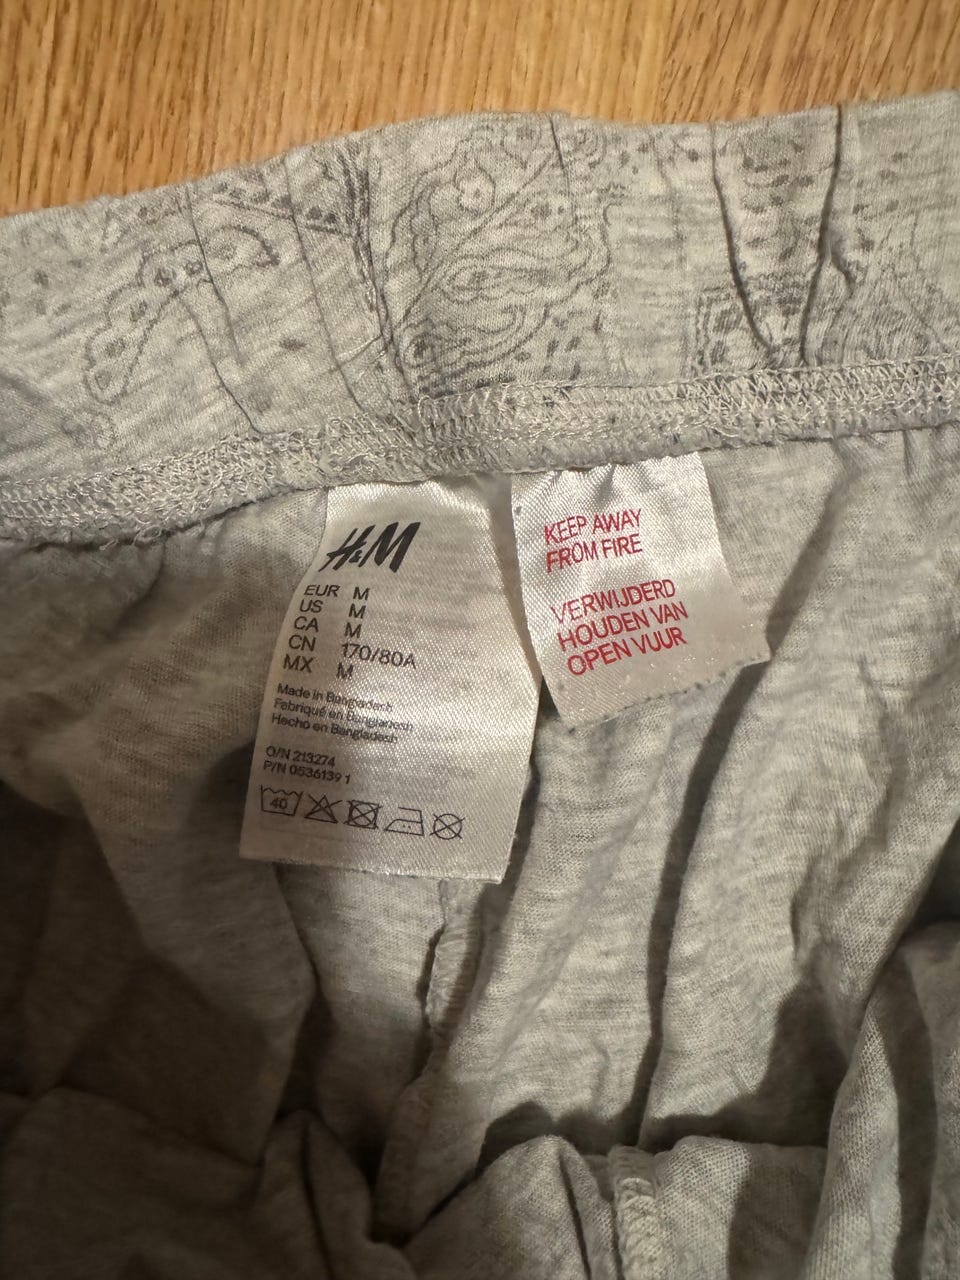 H&M
EUR M
US M
CA M
CN 170/80A
MX M
Made in Bangladesh
Fabriqué en Bangladesh
Hecho en Bangladesh
O/N 213274
P/N 0536139 1
40
KEEP AWAY
FROM FIRE
VERWIJDERD
HOUDEN VAN
OPEN VUUR